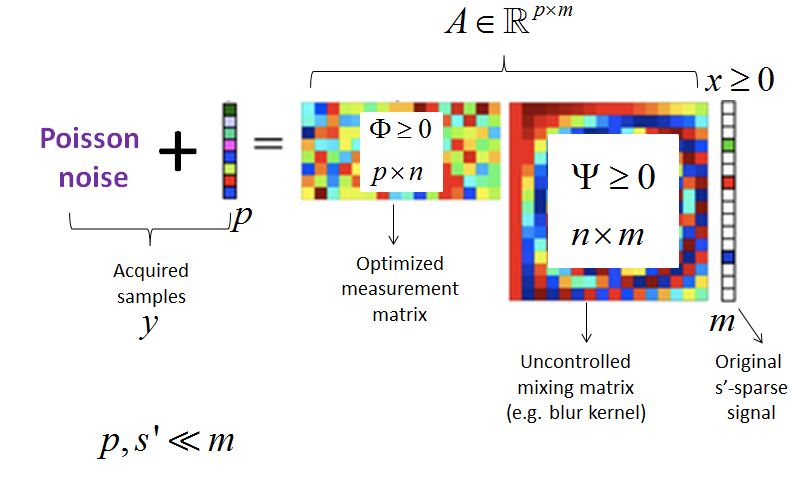 A ∈ ℝ^{p×m}
x ≥ 0
Poisson
noise
+
=
Φ ≥ 0
p×n
Ψ ≥ 0
n×m
p
Acquired
samples
y
Optimized
measurement
matrix
m
Uncontrolled
mixing matrix
(e.g. blur kernel)
Original
s'-sparse
signal
p, s' ≪ m